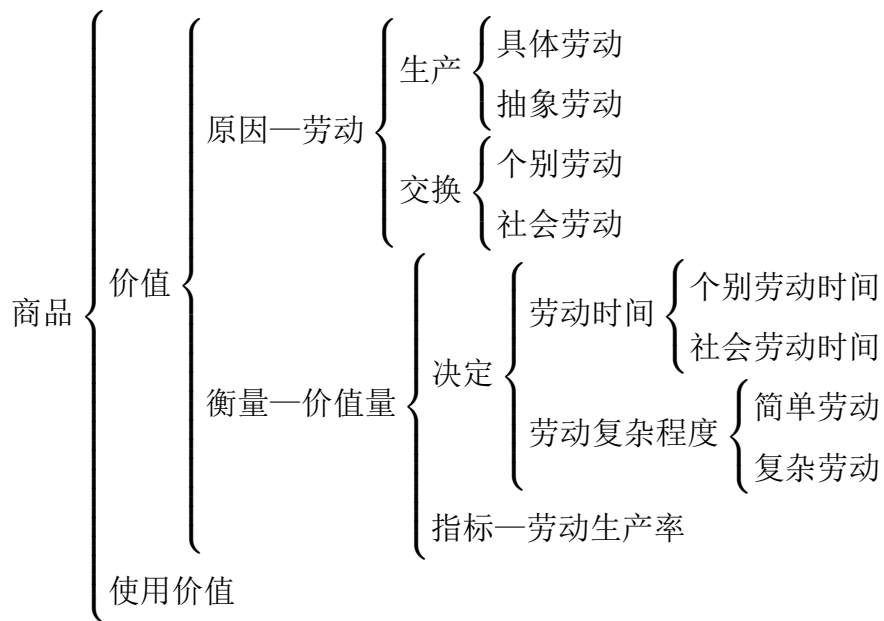 商品
价值
原因—劳动
生产
具体劳动
抽象劳动
交换
个别劳动
社会劳动
衡量—价值量
决定
劳动时间
个别劳动时间
社会劳动时间
劳动复杂程度
简单劳动
复杂劳动
指标—劳动生产率
使用价值